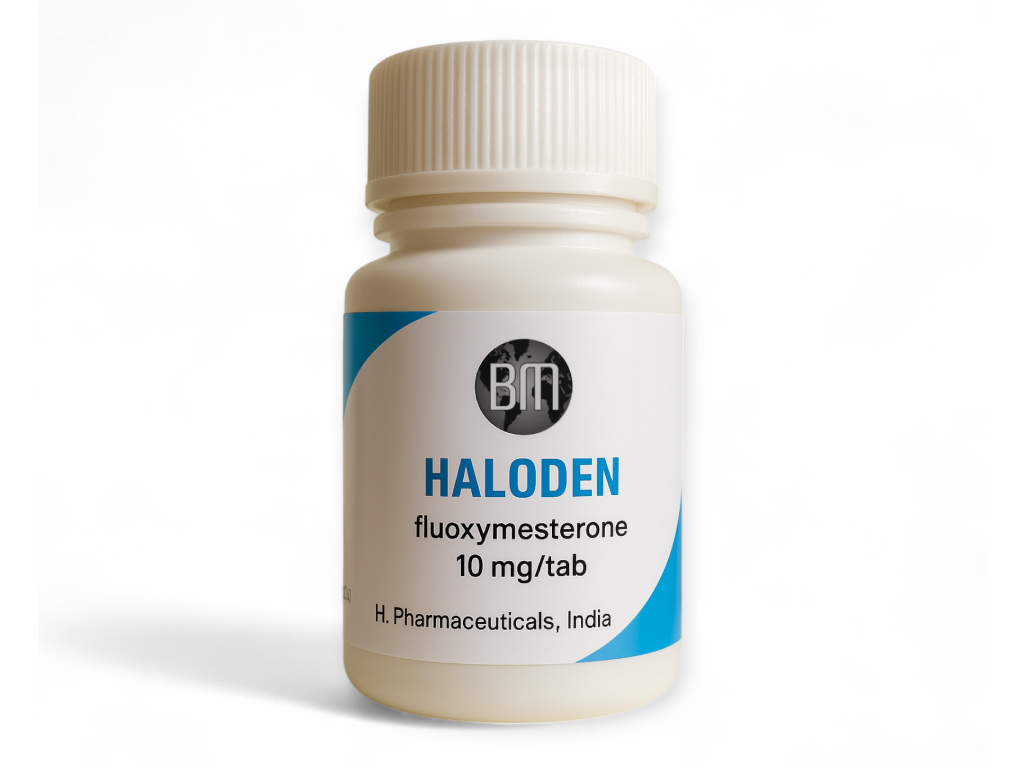 BM
HALODEN
fluoxymesterone
10 mg/tab
H. Pharmaceuticals, India